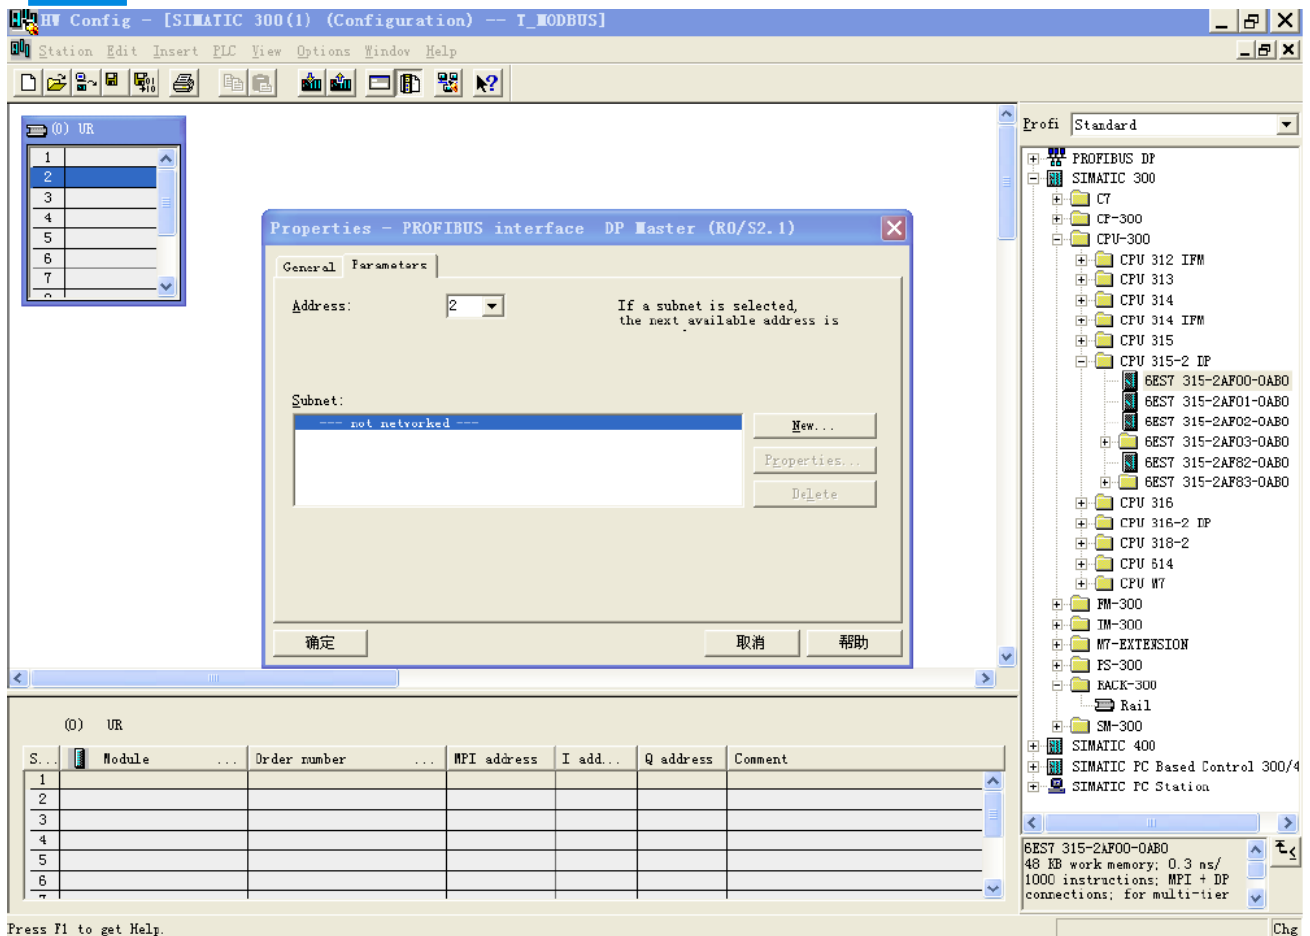 HW Config - [SIMATIC 300(1) (Configuration) -- T_MODBUS]
Station Edit Insert PLC View Options Window Help
(0) UR
1
2
3
4
5
6
7
Properties - PROFIBUS interface DP Master (R0/S2.1)
General Parameters
Address: 2
If a subnet is selected,
the next available address is
Subnet:
--- not networked ---
New...
Properties...
Delete
确定 取消 帮助
Profi Standard
PROFIBUS DP
SIMATIC 300
C7
CP-300
CPU-300
CPU 312 IFM
CPU 313
CPU 314
CPU 314 IFM
CPU 315
CPU 315-2 DP
6ES7 315-2AF00-0AB0
6ES7 315-2AF01-0AB0
6ES7 315-2AF02-0AB0
6ES7 315-2AF03-0AB0
6ES7 315-2AF82-0AB0
6ES7 315-2AF83-0AB0
CPU 316
CPU 316-2 DP
CPU 318-2
CPU 614
CPU M7
FM-300
IM-300
M7-EXTENSION
PS-300
RACK-300
Rail
SM-300
SIMATIC 400
SIMATIC PC Based Control 300/4
SIMATIC PC Station
(0) UR
S... Module ... Order number ... MPI address I add... Q address Comment
1
2
3
4
5
6
7
6ES7 315-2AF00-0AB0
48 KB work memory; 0.3 ms/
1000 instructions; MPI + DP
connections; for multi-tier
Press F1 to get Help.
Chg